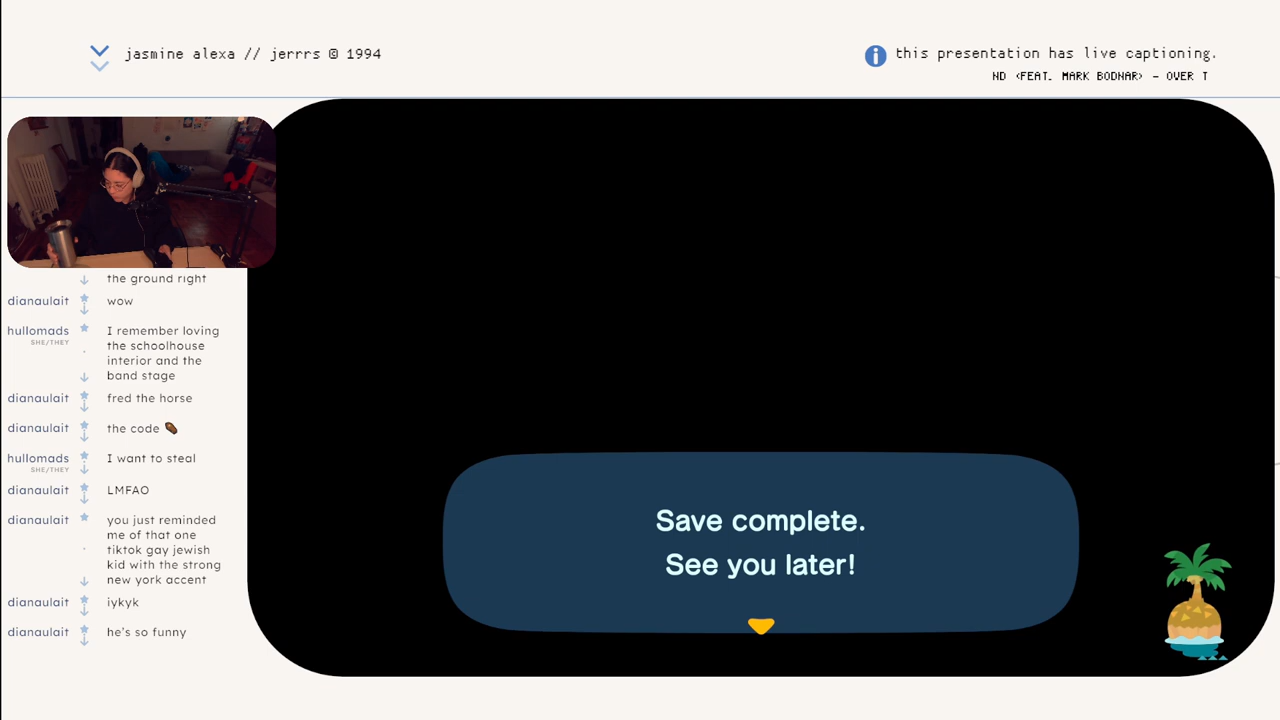 jasmine alexa // jerrrs © 1994
this presentation has live captioning.
ND <FEAT. MARK BODNAR> - OVER T
the ground right
dianaulait wow
hullomads I remember loving
SHE/THEY the schoolhouse
interior and the
band stage
dianaulait fred the horse
dianaulait the code
hullomads I want to steal
SHE/THEY
dianaulait LMFAO
dianaulait you just reminded
me of that one
tiktok gay jewish
kid with the strong
new york accent
dianaulait iykyk
dianaulait he's so funny
Save complete.
See you later!